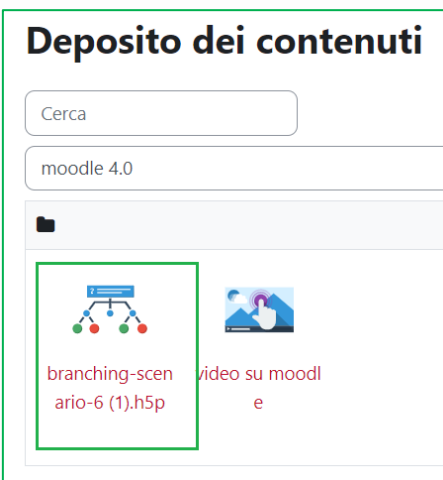 Deposito dei contenuti
Cerca
moodle 4.0
branching-scen
ario-6 (1).h5p
video su moodl
e